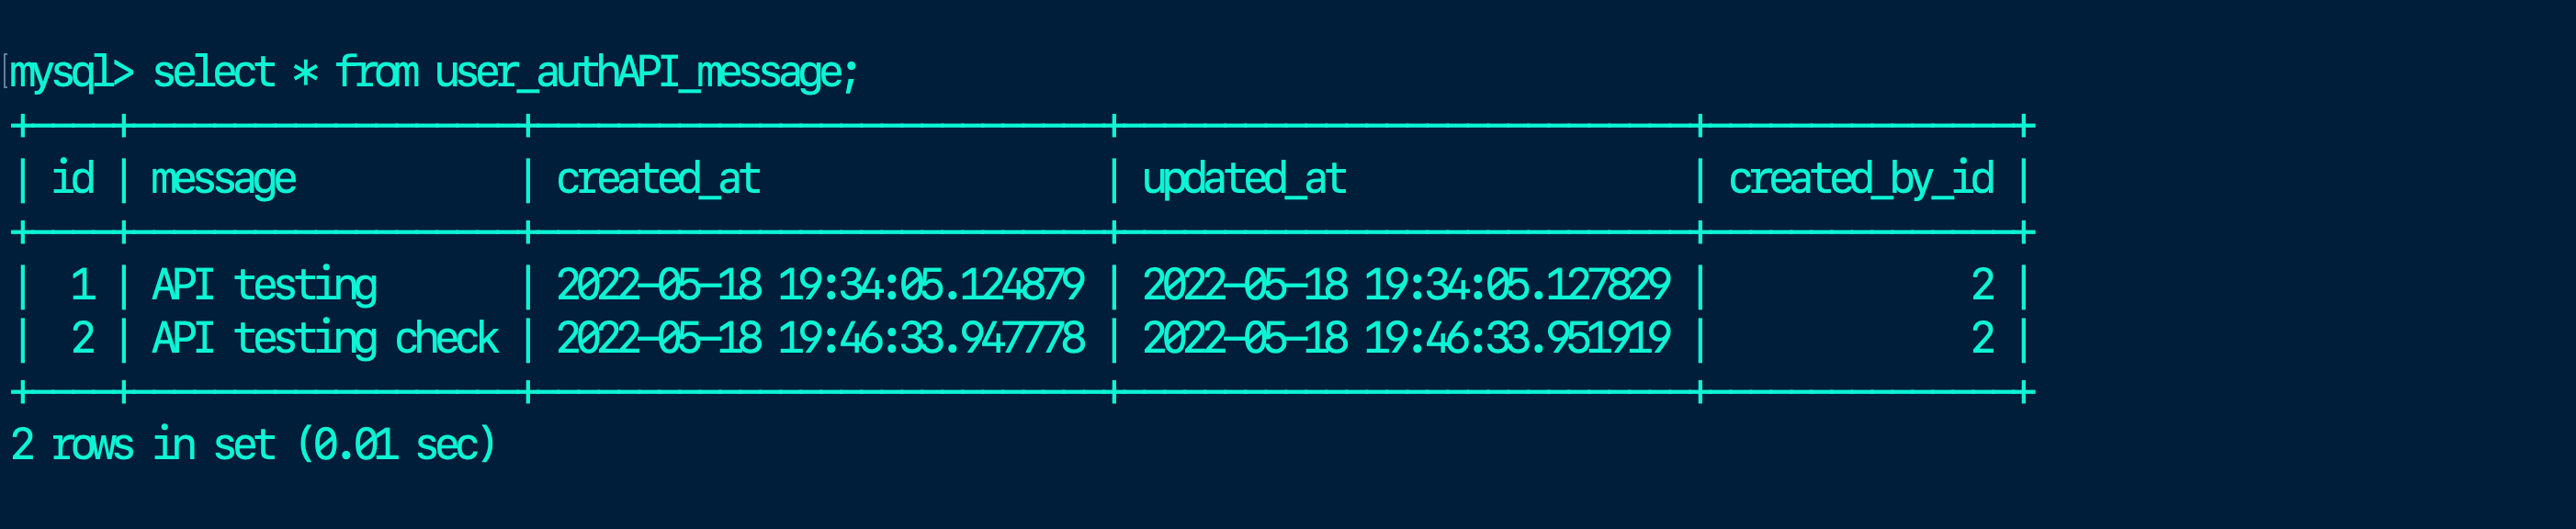 mysql> select * from user_authAPI_message;
+----+-------------------+----------------------------+----------------------------+---------------+
| id | message           | created_at                 | updated_at                 | created_by_id |
+----+-------------------+----------------------------+----------------------------+---------------+
|  1 | API testing       | 2022-05-18 19:34:05.124879 | 2022-05-18 19:34:05.127829 |             2 |
|  2 | API testing check | 2022-05-18 19:46:33.947778 | 2022-05-18 19:46:33.951919 |             2 |
+----+-------------------+----------------------------+----------------------------+---------------+
2 rows in set (0.01 sec)